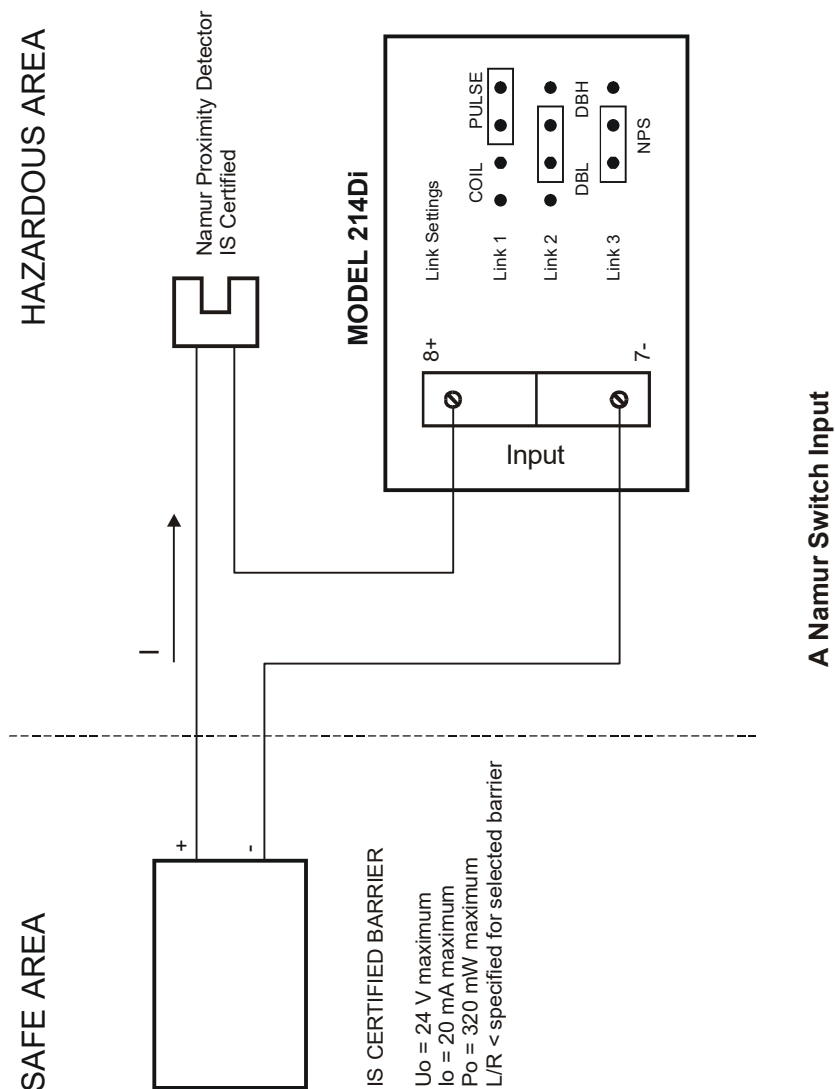 SAFE AREA
HAZARDOUS AREA
I
+
-
Namur Proximity Detector
IS Certified
IS CERTIFIED BARRIER
Uo = 24 V maximum
Io = 20 mA maximum
Po = 320 mW maximum
L/R < specified for selected barrier
MODEL 214Di
Input
8+
7-
Link Settings
COIL PULSE
Link 1
Link 2
DBL DBH
Link 3
NPS
A Namur Switch Input